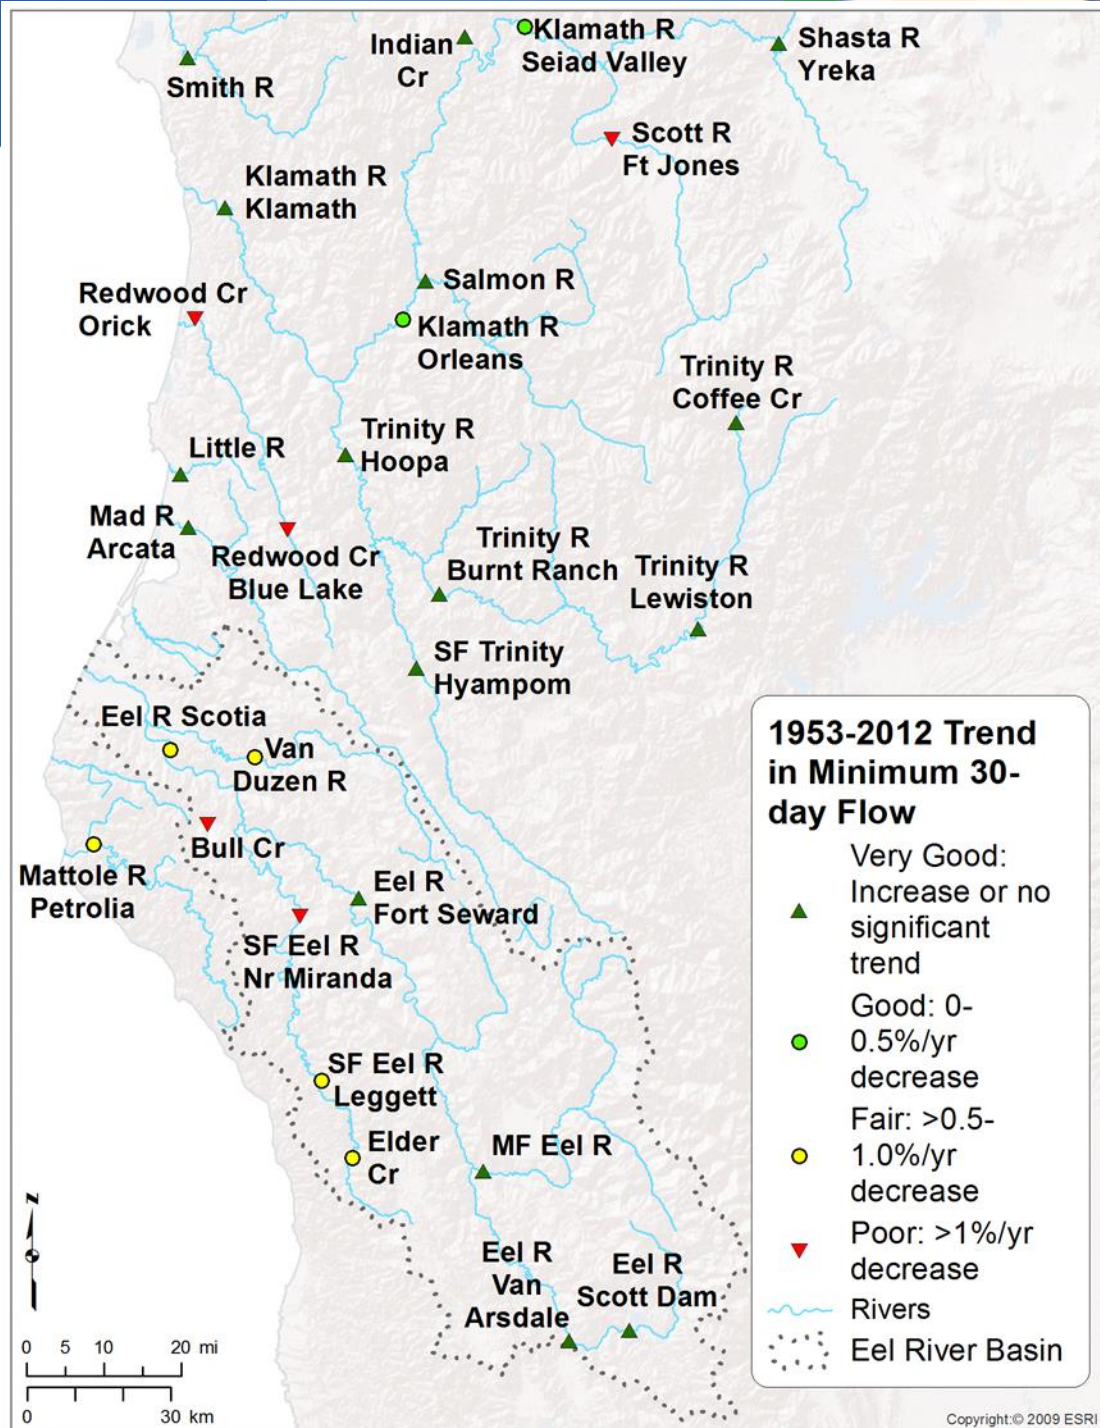 Klamath R
Seiad Valley
Indian
Cr
Shasta R
Yreka
Smith R
Scott R
Ft Jones
Klamath R
Klamath
Salmon R
Redwood Cr
Orick
Klamath R
Orleans
Trinity R
Coffee Cr
Trinity R
Hoopa
Little R
Mad R
Arcata
Redwood Cr
Blue Lake
Trinity R
Burnt Ranch
Trinity R
Lewiston
SF Trinity
Hyampom
Eel R Scotia
Van
Duzen R
Bull Cr
Mattole R
Petrolia
Eel R
Fort Seward
SF Eel R
Nr Miranda
SF Eel R
Leggett
Elder
Cr
MF Eel R
Eel R
Van
Arsdale
Eel R
Scott Dam
1953-2012 Trend
in Minimum 30-
day Flow
Very Good:
Increase or no
significant
trend
Good: 0-
0.5%/yr
decrease
Fair: >0.5-
1.0%/yr
decrease
Poor: >1%/yr
decrease
Rivers
Eel River Basin
N
0 5 10 20 mi
0 30 km
Copyright:© 2009 ESRI